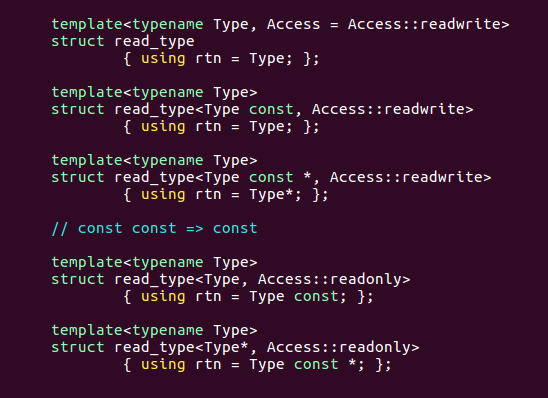 template<typename Type, Access = Access::readwrite>
struct read_type
{ using rtn = Type; };
template<typename Type>
struct read_type<Type const, Access::readwrite>
{ using rtn = Type; };
template<typename Type>
struct read_type<Type const *, Access::readwrite>
{ using rtn = Type*; };
// const const => const
template<typename Type>
struct read_type<Type, Access::readonly>
{ using rtn = Type const; };
template<typename Type>
struct read_type<Type*, Access::readonly>
{ using rtn = Type const *; };